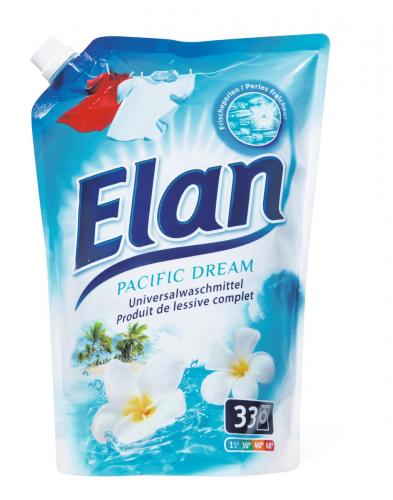 Frischeperlen / Perles fraîcheur
Elan
PACIFIC DREAM
Universalwaschmittel
Produit de lessive complet
33
15° 30° 40° 60°